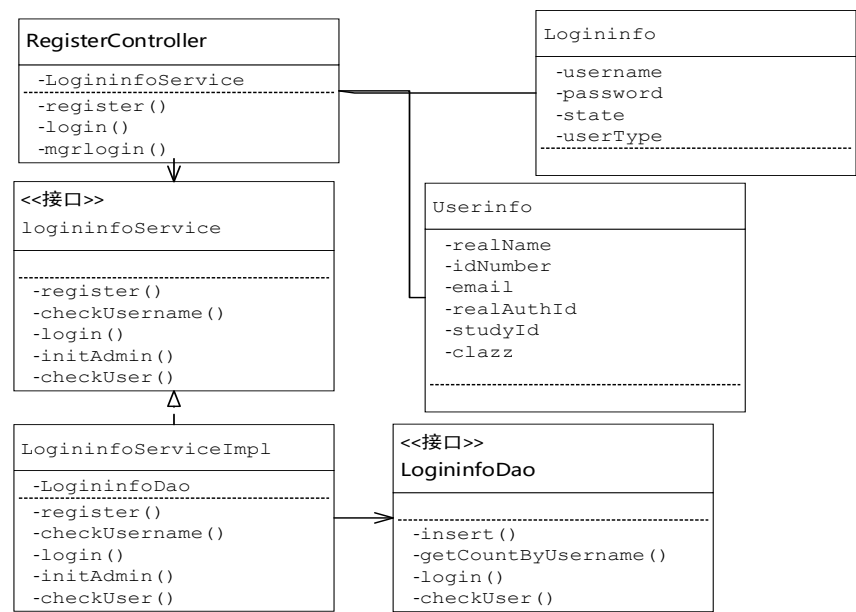 RegisterController
-LogininfoService
-register()
-login()
-mgrlogin()
Logininfo
-username
-password
-state
-userType
<<接口>>
logininfoService
-register()
-checkUsername()
-login()
-initAdmin()
-checkUser()
Userinfo
-realName
-idNumber
-email
-realAuthId
-studyId
-clazz
LogininfoServiceImpl
-LogininfoDao
-register()
-checkUsername()
-login()
-initAdmin()
-checkUser()
<<接口>>
LogininfoDao
-insert()
-getCountByUsername()
-login()
-checkUser()